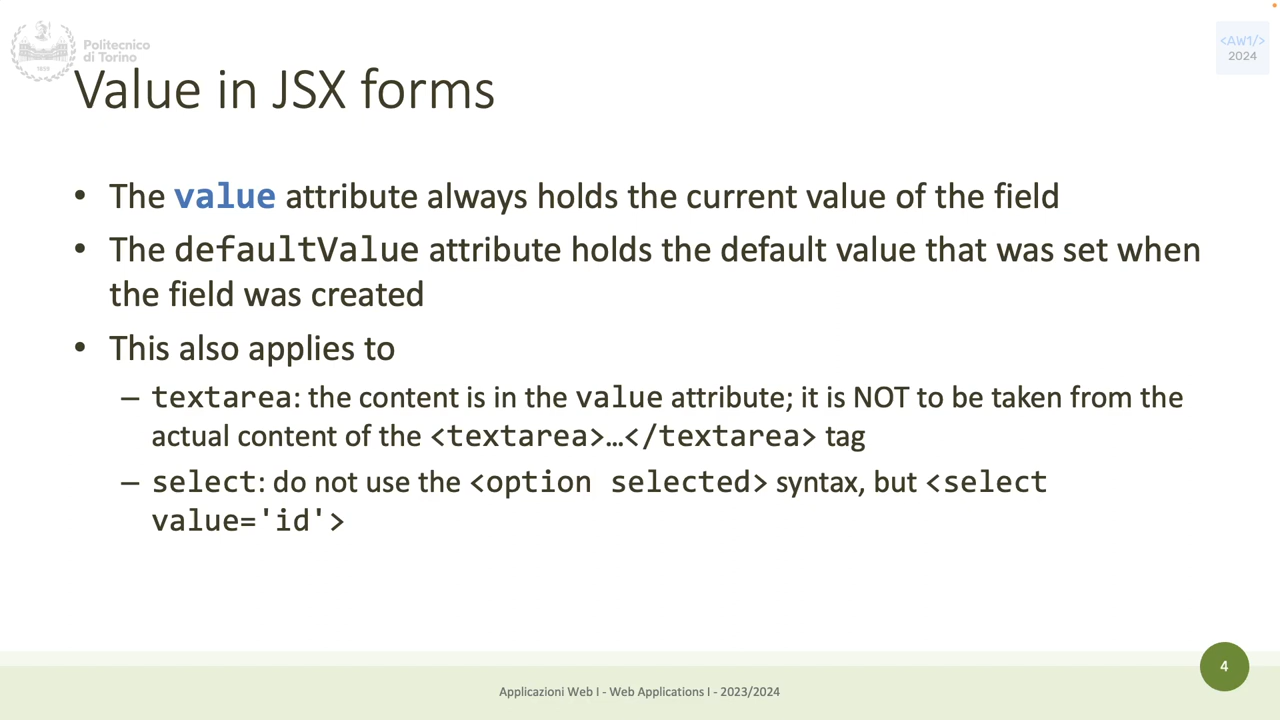 Politecnico
di Torino
1859
<AW1/>
2024
Value in JSX forms
• The value attribute always holds the current value of the field
• The defaultValue attribute holds the default value that was set when
the field was created
• This also applies to
– textarea: the content is in the value attribute; it is NOT to be taken from the
actual content of the <textarea>…</textarea> tag
– select: do not use the <option selected> syntax, but <select
value='id'>
4
Applicazioni Web I - Web Applications I - 2023/2024